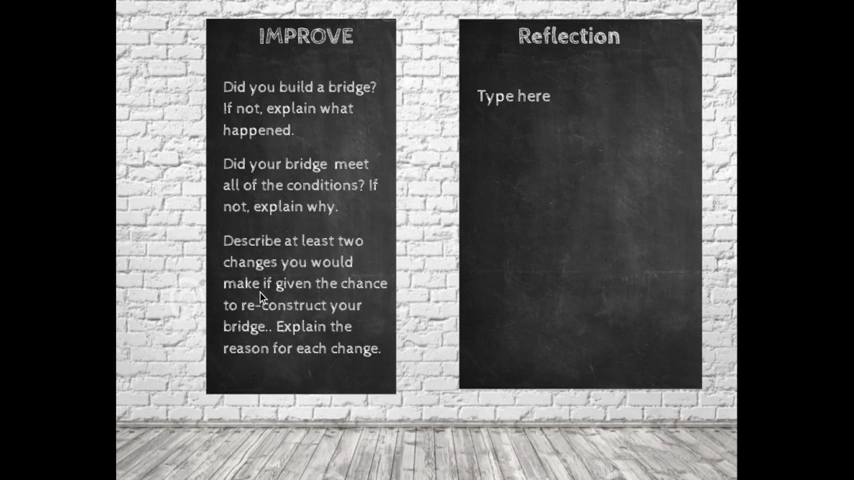 IMPROVE
Did you build a bridge?
If not, explain what
happened.
Did your bridge  meet
all of the conditions? If
not, explain why.
Describe at least two
changes you would
make if given the chance
to re-construct your
bridge.. Explain the
reason for each change.
Reflection
Type here